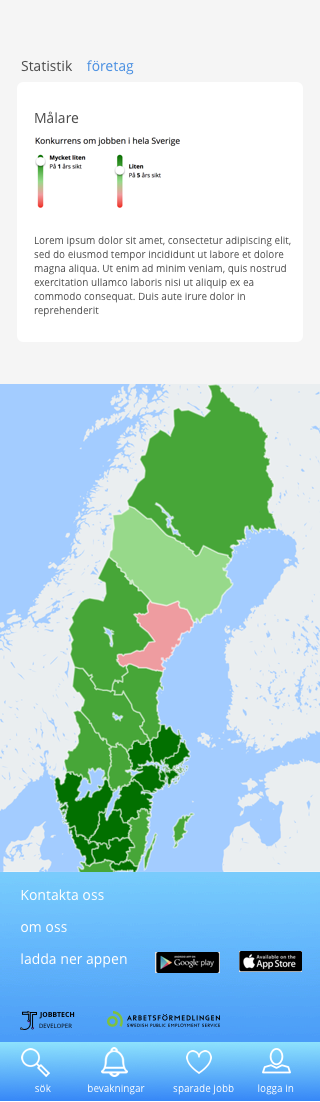 Statistik företag
Målare
Konkurrens om jobben i hela Sverige
Mycket liten
På 1 års sikt
Liten
På 5 års sikt
Lorem ipsum dolor sit amet, consectetur adipiscing elit,
sed do eiusmod tempor incididunt ut labore et dolore
magna aliqua. Ut enim ad minim veniam, quis nostrud
exercitation ullamco laboris nisi ut aliquip ex ea
commodo consequat. Duis aute irure dolor in
reprehenderit
Kontakta oss
om oss
ladda ner appen
Google play
Available on the
App Store
JOBBTECH
DEVELOPER
ARBETSFÖRMEDLINGEN
SWEDISH PUBLIC EMPLOYMENT SERVICE
sök bevakningar sparade jobb logga in